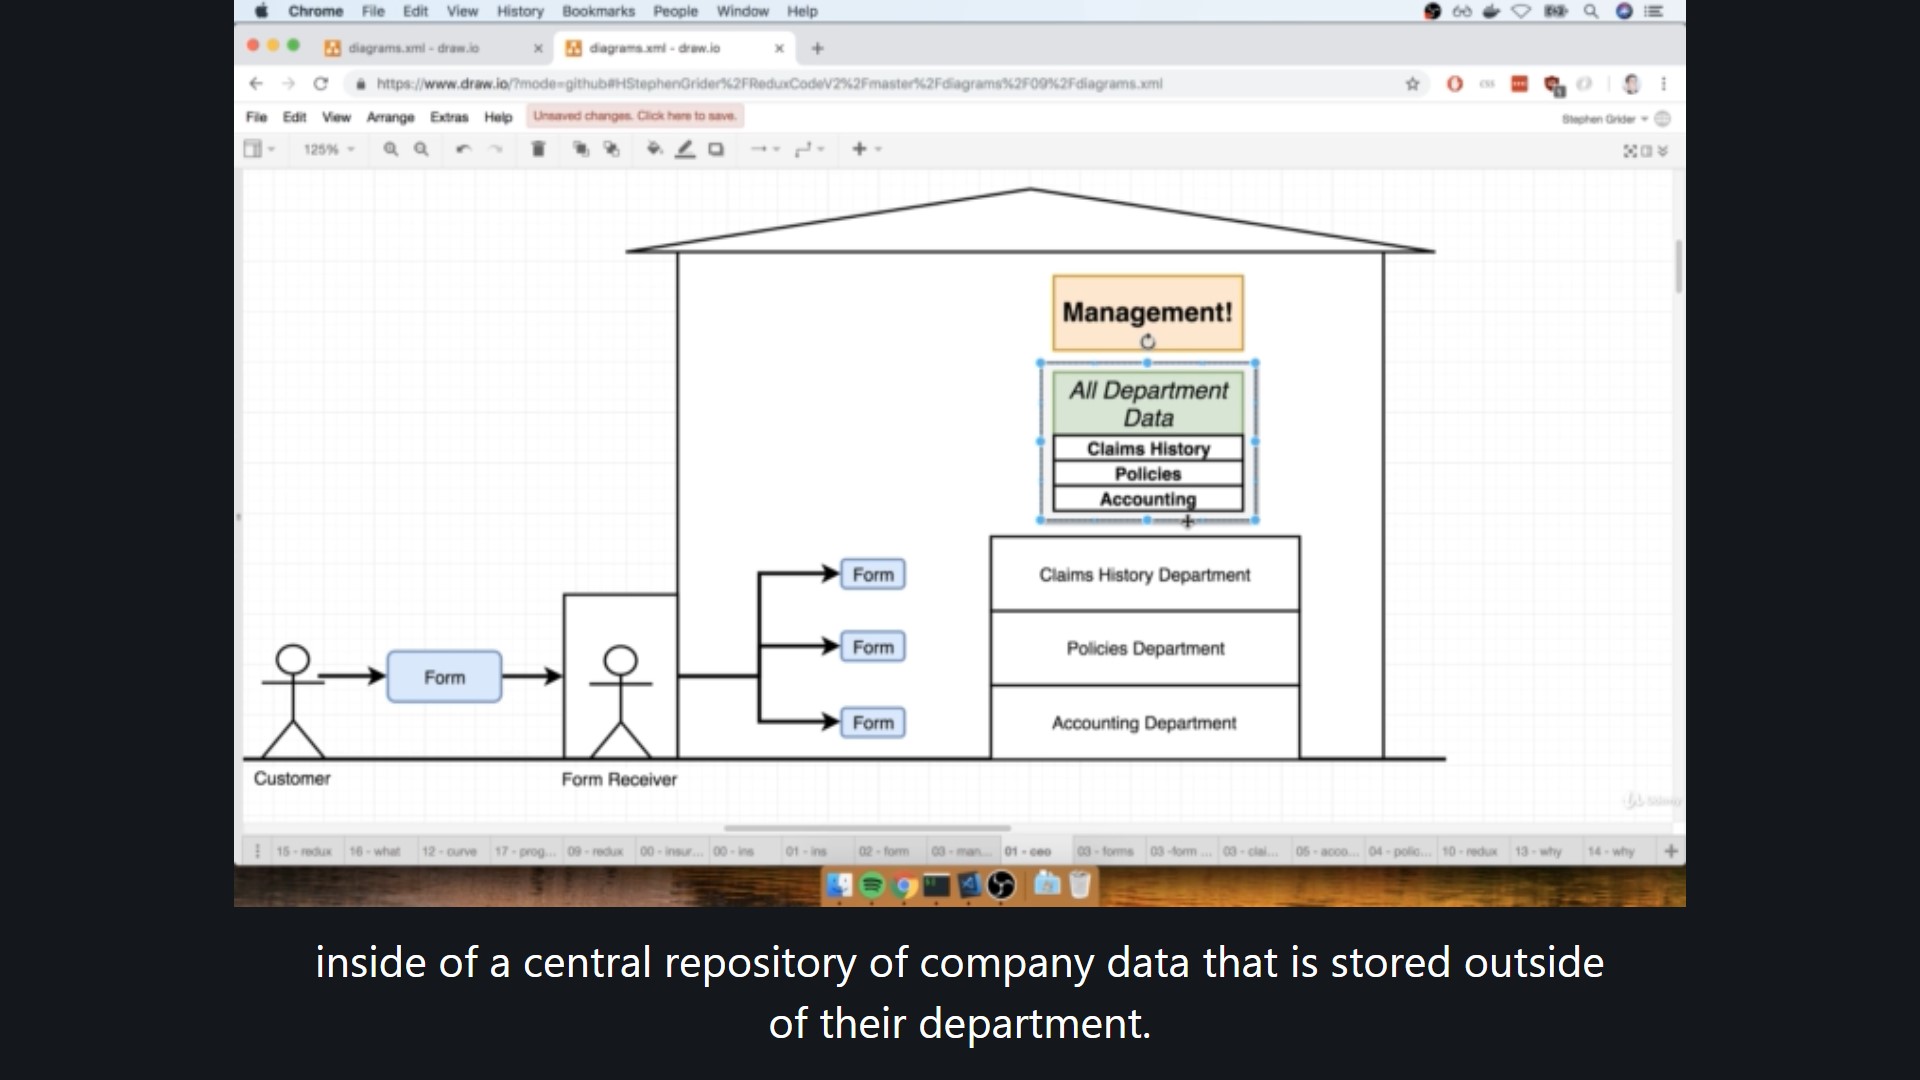 Chrome File Edit View History Bookmarks People Window Help
diagrams.xml - draw.io
diagrams.xml - draw.io
https://www.draw.io/?mode=github#HStephenGrider%2FReduxCodeV2%2Fmaster%2Fdiagrams%2F09%2Fdiagrams.xml
File Edit View Arrange Extras Help Unsaved changes. Click here to save. Stephen Grider
125%
Management!
All Department
Data
Claims History
Policies
Accounting
Claims History Department
Policies Department
Accounting Department
Form
Form
Form
Form
Customer
Form Receiver
Udemy
15 - redux 16 - what 12 - curve 17 - prog... 09 - redux 00 - insur... 00 - ins 01 - ins 02 - form 03 - man... 01 - ceo 03 - forms 03 -form ... 03 - clai... 05 - acco... 04 - polic... 10 - redux 13 - why 14 - why
inside of a central repository of company data that is stored outside
of their department.